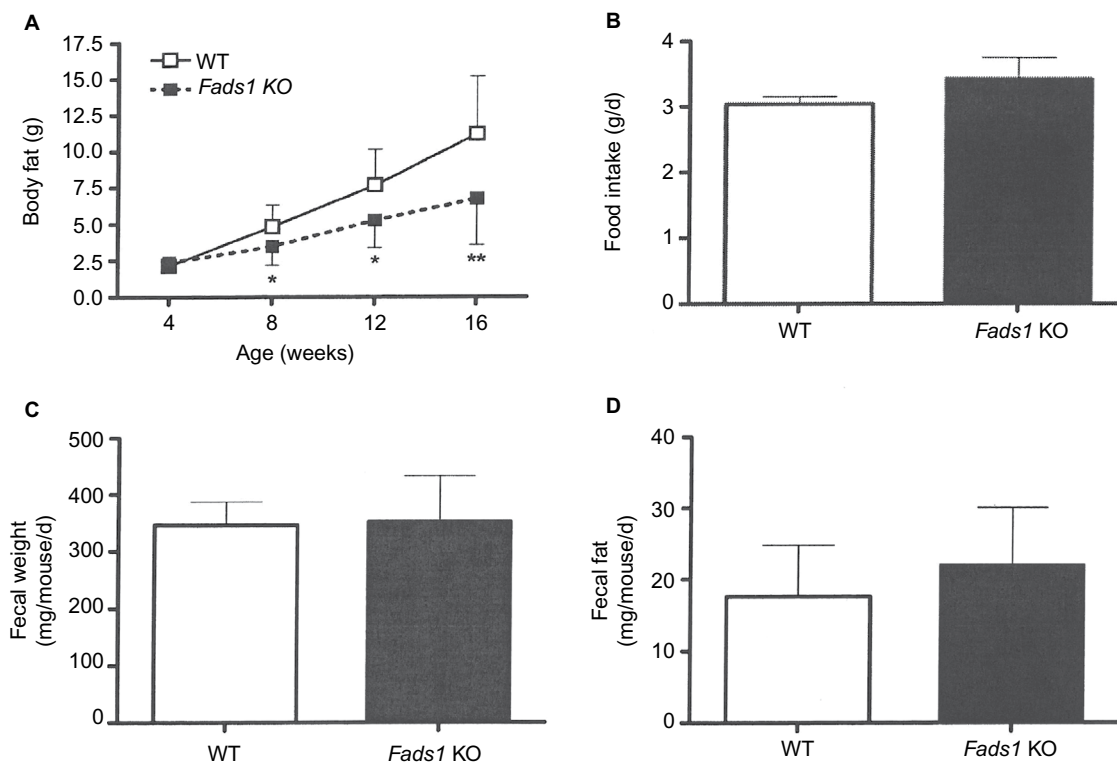 A
17.5
15.0
12.5
10.0
7.5
5.0
2.5
0.0
Body fat (g)
WT
Fads1 KO
*
*
**
4 8 12 16
Age (weeks)
B
4
3
2
1
0
Food intake (g/d)
WT Fads1 KO
C
500
400
300
200
100
0
Fecal weight
(mg/mouse/d)
WT Fads1 KO
D
40
30
20
10
0
Fecal fat
(mg/mouse/d)
WT Fads1 KO